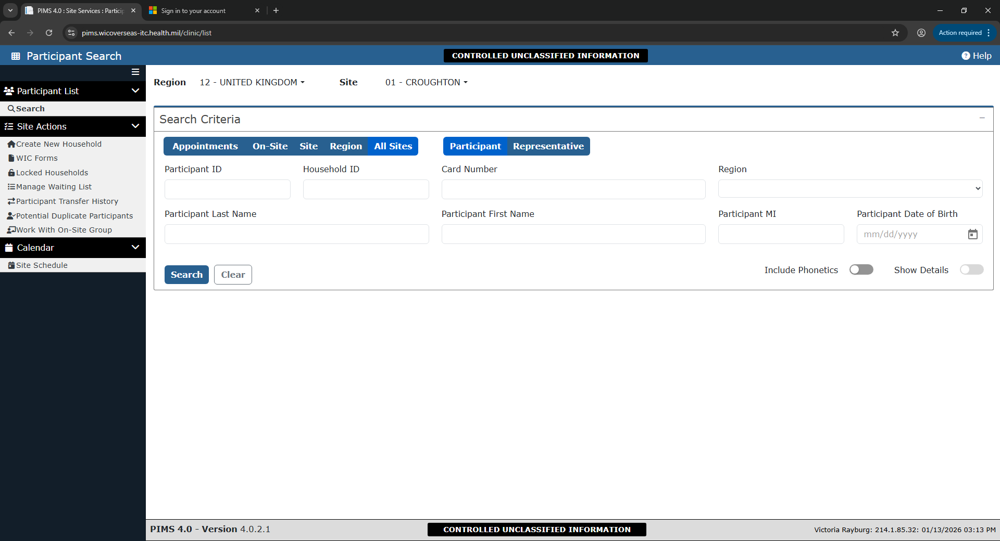 PIMS 4.0 : Site Services : Partici
Sign in to your account
pims.wicoverseas-itc.health.mil/clinic/list
Action required
Participant Search
CONTROLLED UNCLASSIFIED INFORMATION
Help
Region 12 - UNITED KINGDOM Site 01 - CROUGHTON
Participant List
Search
Site Actions
Create New Household
WIC Forms
Locked Households
Manage Waiting List
Participant Transfer History
Potential Duplicate Participants
Work With On-Site Group
Calendar
Site Schedule
Search Criteria
Appointments On-Site Site Region All Sites Participant Representative
Participant ID Household ID Card Number Region
Participant Last Name Participant First Name Participant MI Participant Date of Birth
mm/dd/yyyy
Search Clear Include Phonetics Show Details
PIMS 4.0 - Version 4.0.2.1
CONTROLLED UNCLASSIFIED INFORMATION
Victoria Rayburg: 214.1.85.32: 01/13/2026 03:13 PM